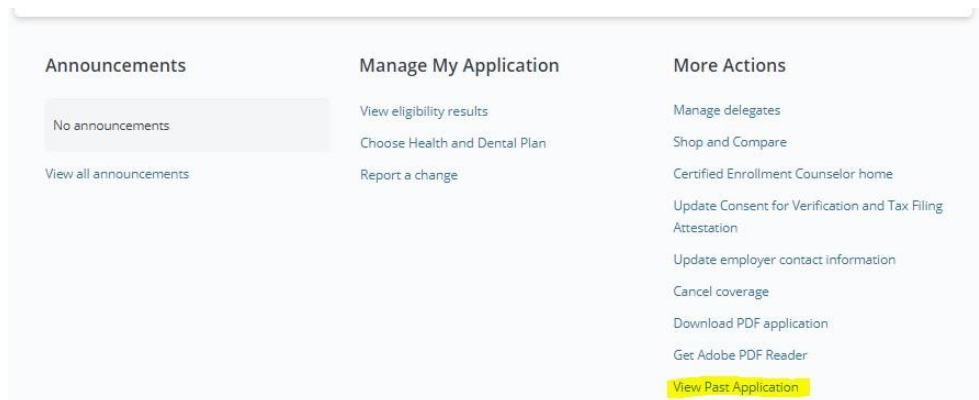 Announcements
No announcements
View all announcements
Manage My Application
View eligibility results
Choose Health and Dental Plan
Report a change
More Actions
Manage delegates
Shop and Compare
Certified Enrollment Counselor home
Update Consent for Verification and Tax Filing
Attestation
Update employer contact information
Cancel coverage
Download PDF application
Get Adobe PDF Reader
View Past Application